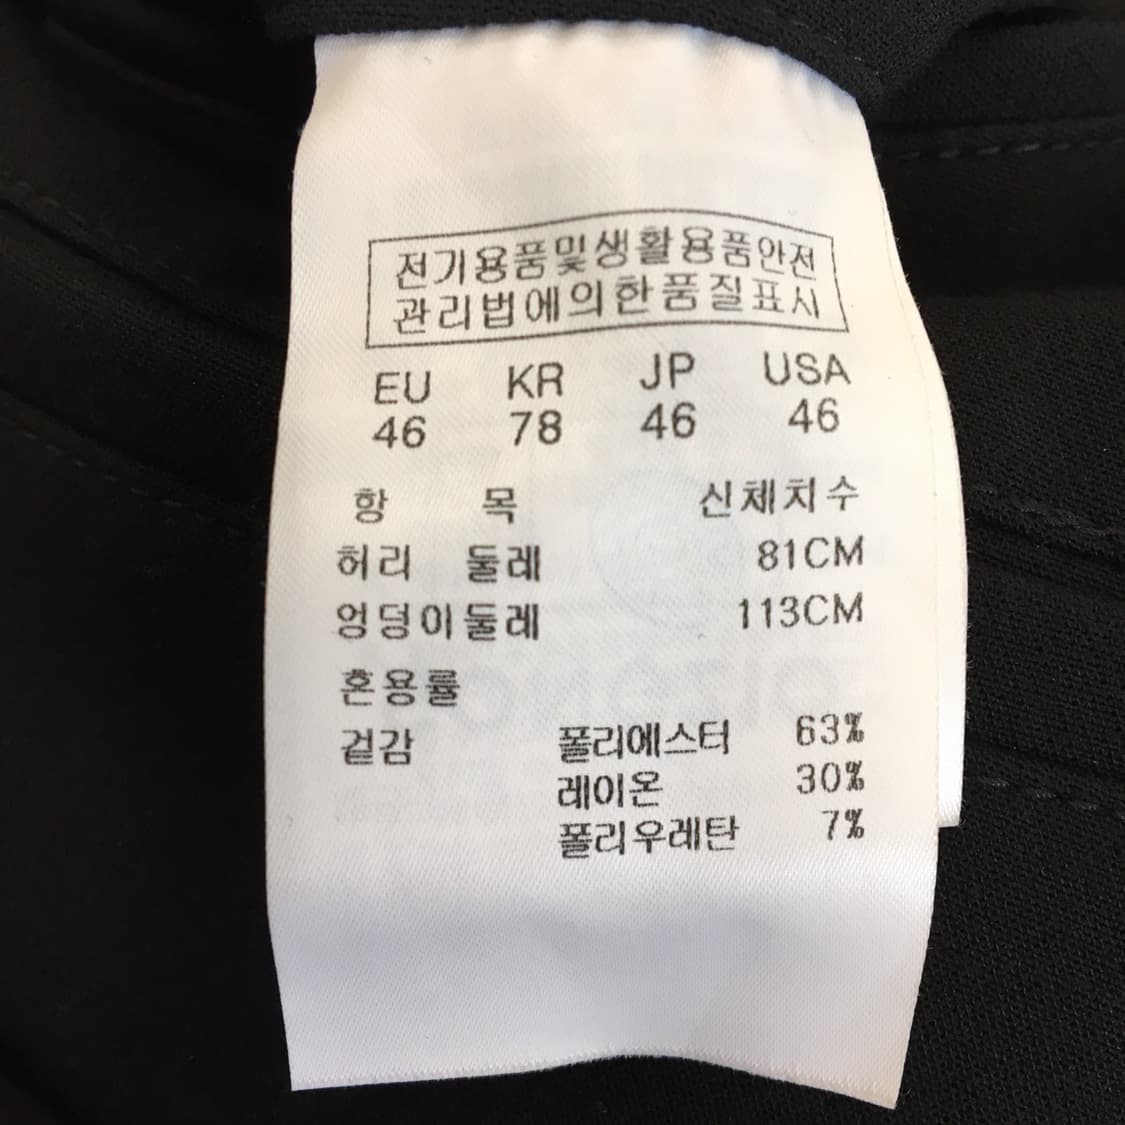 전기용품및생활용품안전
관리법에의한품질표시
EU KR JP USA
46 78 46 46
항 목 신체치수
허리 둘레 81CM
엉덩이둘레 113CM
혼용률
겉감 폴리에스터 63%
레이온 30%
폴리우레탄 7%